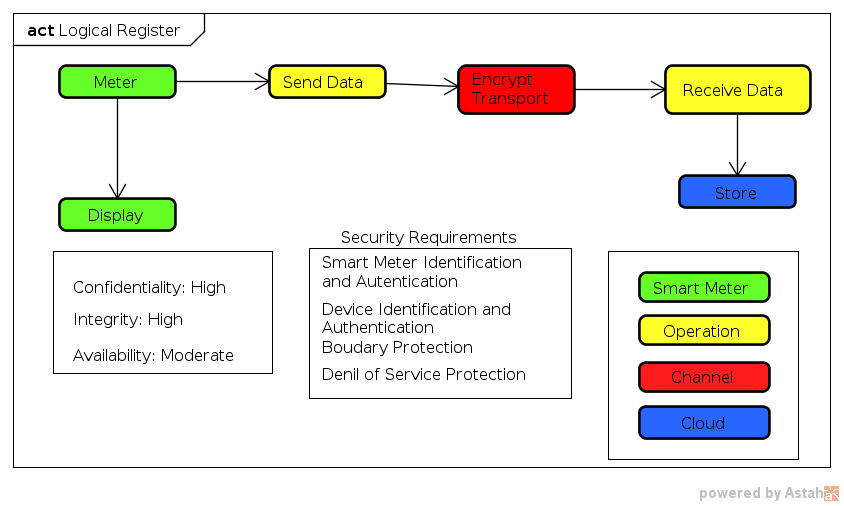 act Logical Register
Meter
Send Data
Encrypt
Transport
Receive Data
Display
Store
Security Requirements
Confidentiality: High
Integrity: High
Availability: Moderate
Smart Meter Identification
and Autentication
Device Identification and
Authentication
Boudary Protection
Denil of Service Protection
Smart Meter
Operation
Channel
Cloud
powered by Astah